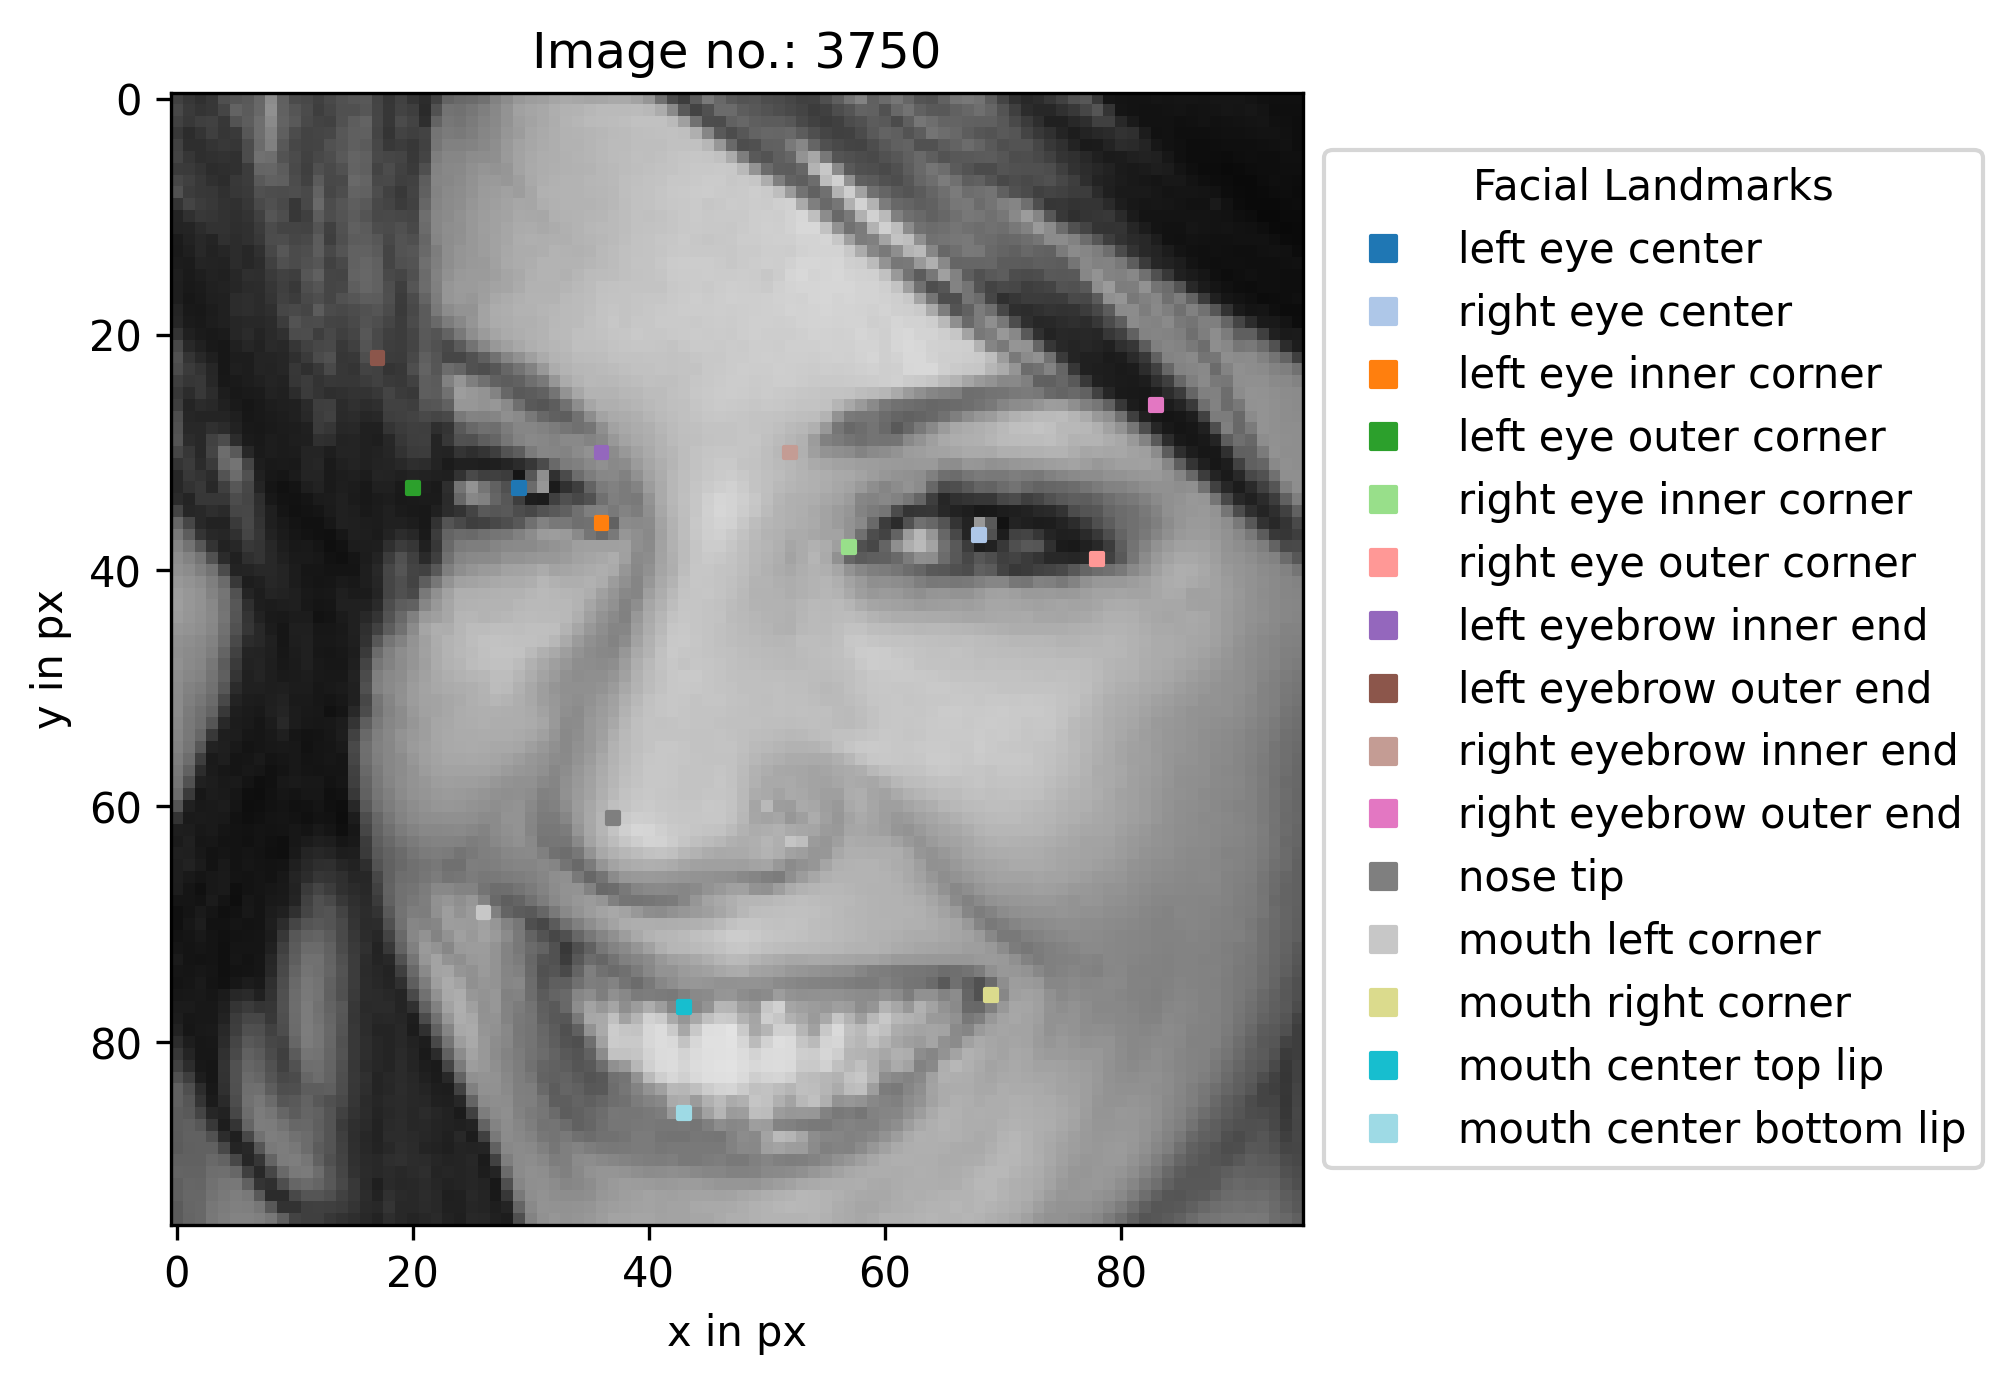 Image no.: 3750
0
20
40
60
80
y in px
0 20 40 60 80
x in px
Facial Landmarks
left eye center
right eye center
left eye inner corner
left eye outer corner
right eye inner corner
right eye outer corner
left eyebrow inner end
left eyebrow outer end
right eyebrow inner end
right eyebrow outer end
nose tip
mouth left corner
mouth right corner
mouth center top lip
mouth center bottom lip